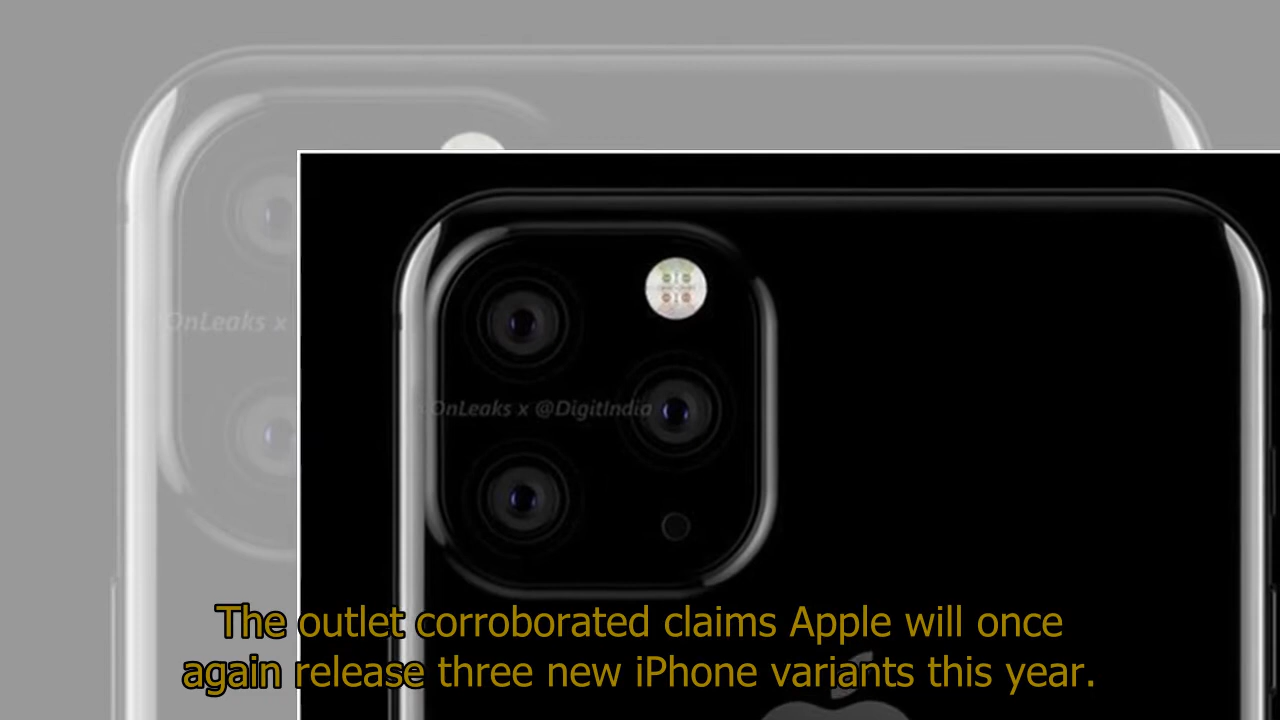 OnLeaks x
OnLeaks x @DigitIndia
The outlet corroborated claims Apple will once
again release three new iPhone variants this year.